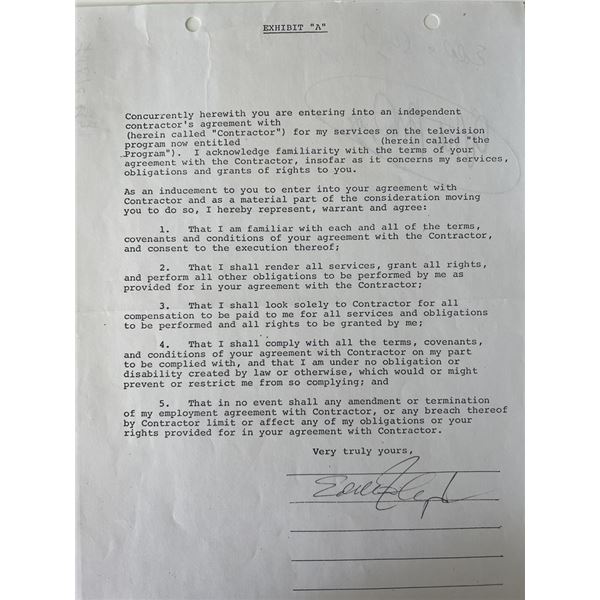 EXHIBIT "A"
Concurrently herewith you are entering into an independent
contractor's agreement with
(herein called "Contractor") for my services on the television
program now entitled (herein called "the
Program"). I acknowledge familiarity with the terms of your
agreement with the Contractor, insofar as it concerns my services,
obligations and grants of rights to you.
As an inducement to you to enter into your agreement with
Contractor and as a material part of the consideration moving
you to do so, I hereby represent, warrant and agree:
1. That I am familiar with each and all of the terms,
covenants and conditions of your agreement with the Contractor,
and consent to the execution thereof;
2. That I shall render all services, grant all rights,
and perform all other obligations to be performed by me as
provided for in your agreement with the Contractor;
3. That I shall look solely to Contractor for all
compensation to be paid to me for all services and obligations
to be performed and all rights to be granted by me;
4. That I shall comply with all the terms, covenants,
and conditions of your agreement with Contractor on my part
to be complied with, and that I am under no obligation or
disability created by law or otherwise, which would or might
prevent or restrict me from so complying; and
5. That in no event shall any amendment or termination
of my employment agreement with Contractor, or any breach thereof
by Contractor limit or affect any of my obligations or your
rights provided for in your agreement with Contractor.
Very truly yours,